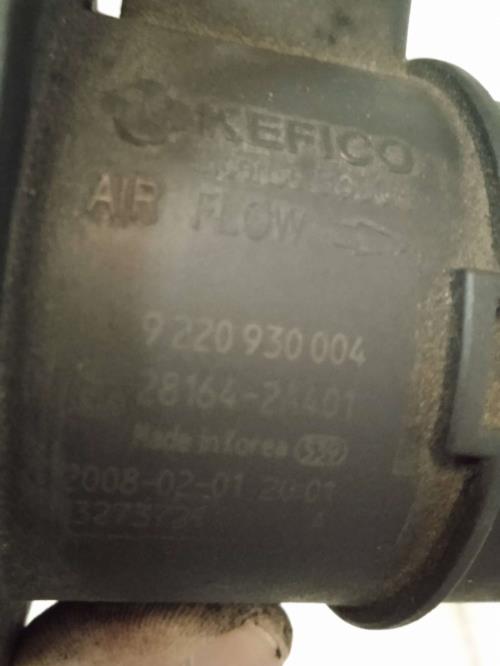 KEFICO
AIR FLOW
9 220 930 004
28164-2A401
Made in Korea
2008-02-01 20:01